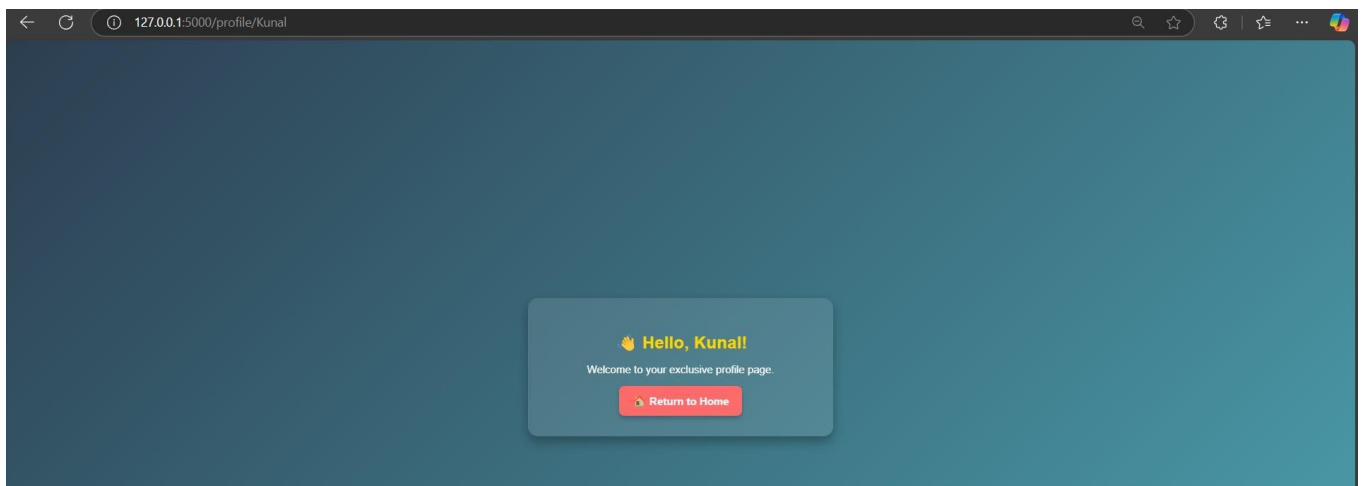 127.0.0.1:5000/profile/Kunal
👋 Hello, Kunal!
Welcome to your exclusive profile page.
🏠 Return to Home